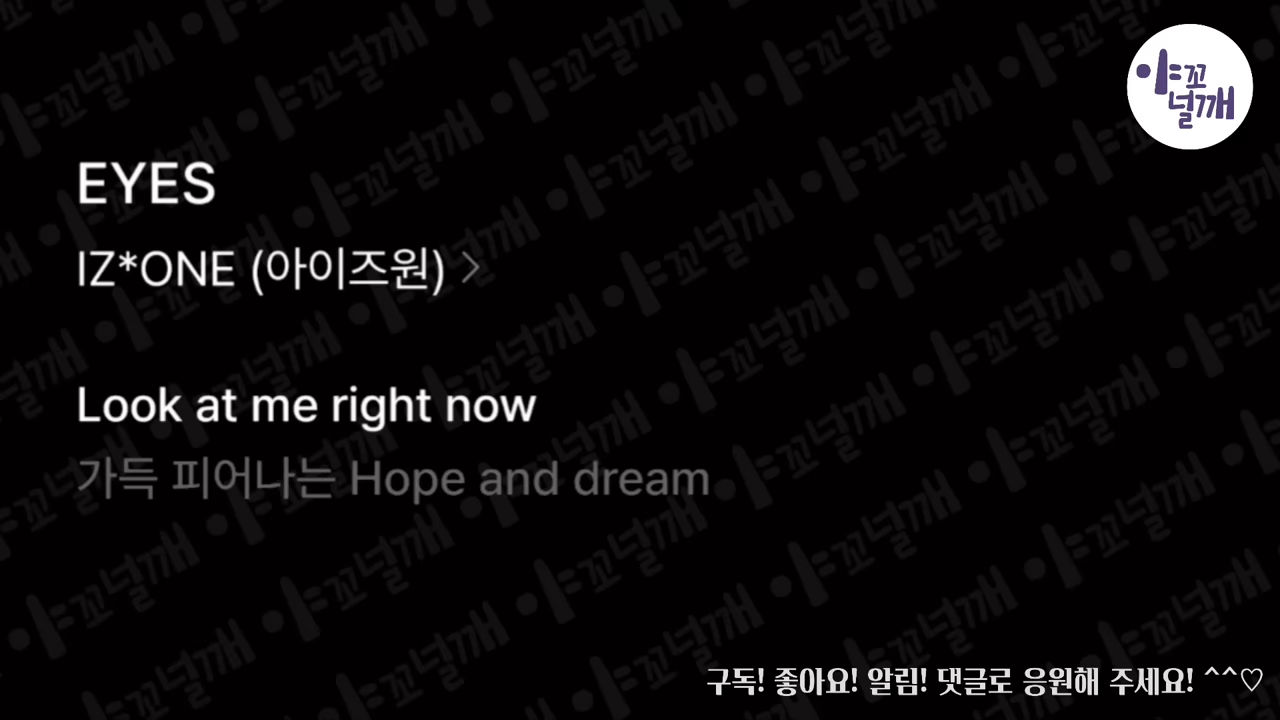 야꼬
널깨
EYES
IZ*ONE (아이즈원) >
Look at me right now
가득 피어나는 Hope and dream
구독! 좋아요! 알림! 댓글로 응원해 주세요! ^^♡